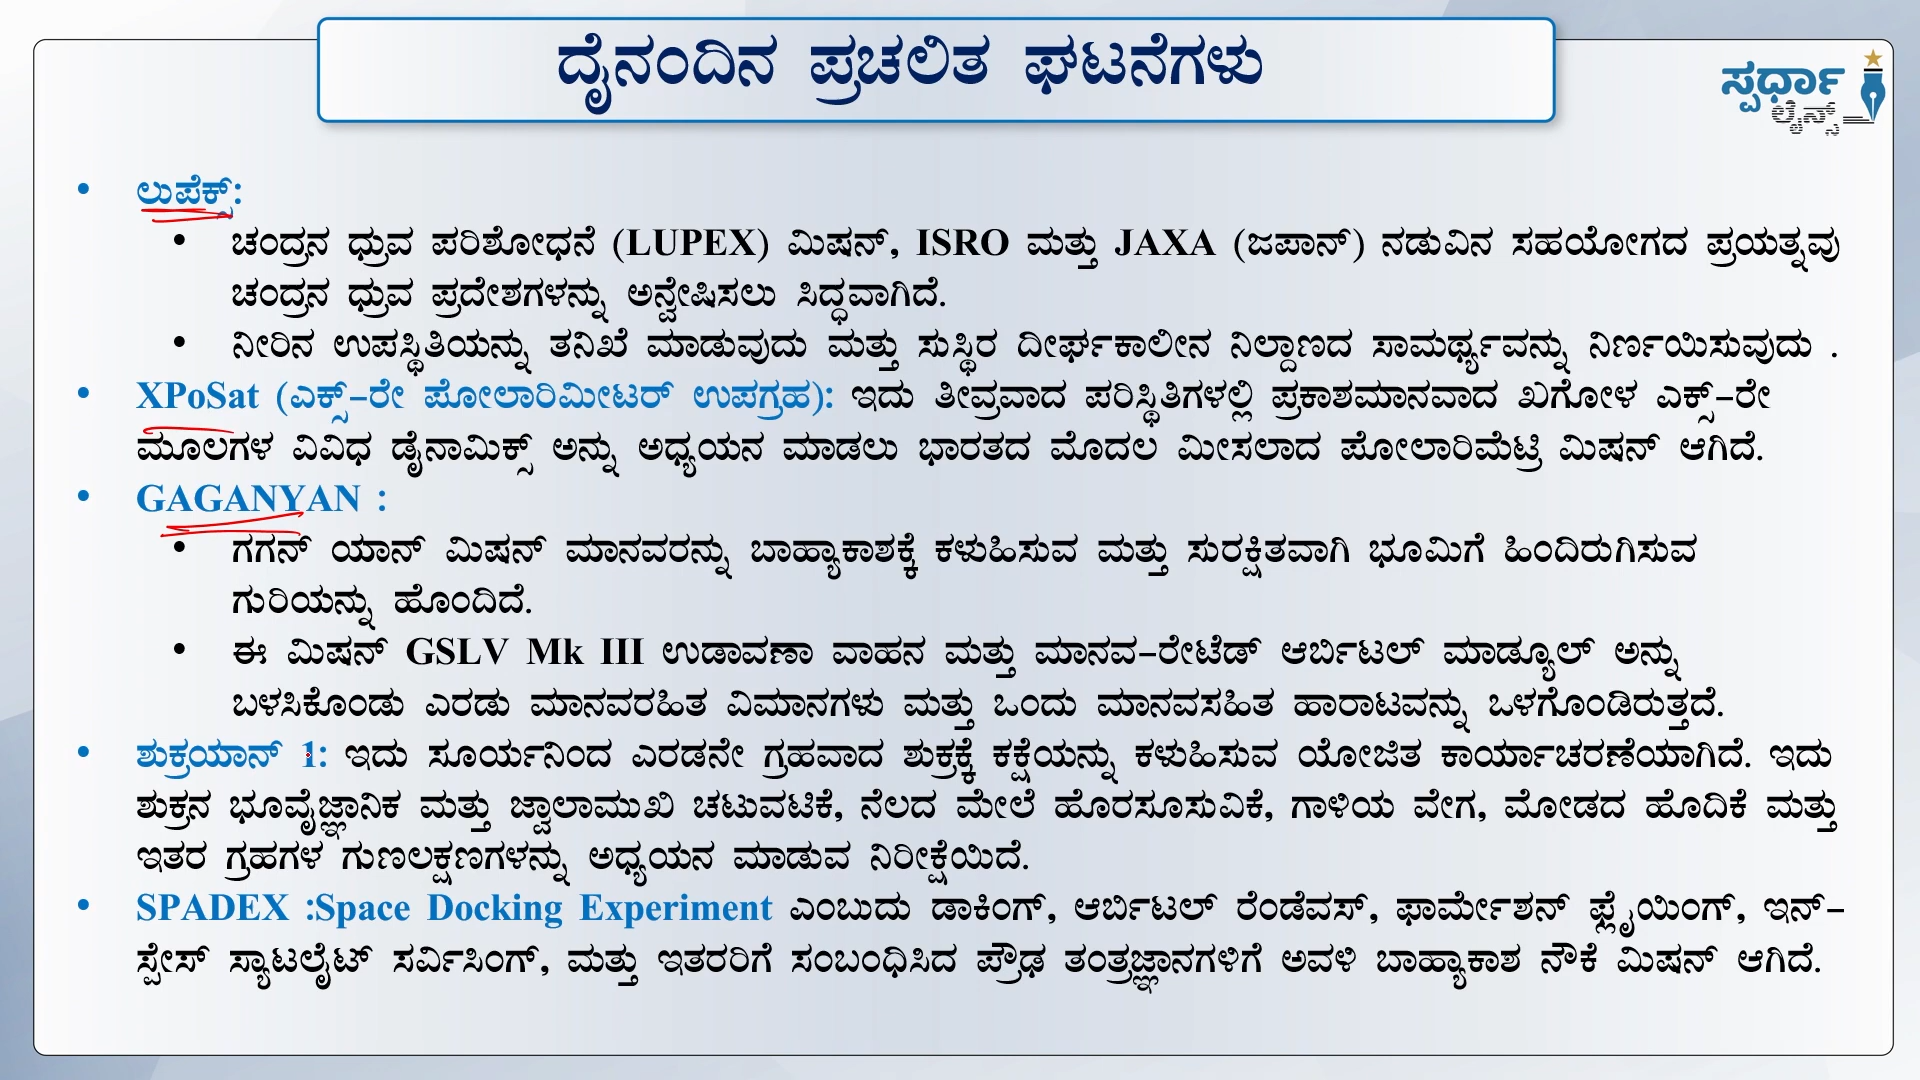 ದೈನಂದಿನ ಪ್ರಚಲಿತ ಘಟನೆಗಳು
ಸ್ಪರ್ಧಾ
ಲೈನ್ಸ್
• ಲುಪೆಕ್ಸ್:
• ಚಂದ್ರನ ಧ್ರುವ ಪರಿಶೋಧನೆ (LUPEX) ಮಿಷನ್, ISRO ಮತ್ತು JAXA (ಜಪಾನ್) ನಡುವಿನ ಸಹಯೋಗದ ಪ್ರಯತ್ನವು
ಚಂದ್ರನ ಧ್ರುವ ಪ್ರದೇಶಗಳನ್ನು ಅನ್ವೇಷಿಸಲು ಸಿದ್ಧವಾಗಿದೆ.
• ನೀರಿನ ಉಪಸ್ಥಿತಿಯನ್ನು ತನಿಖೆ ಮಾಡುವುದು ಮತ್ತು ಸುಸ್ಥಿರ ದೀರ್ಘಕಾಲೀನ ನಿಲ್ದಾಣದ ಸಾಮರ್ಥ್ಯವನ್ನು ನಿರ್ಣಯಿಸುವುದು .
• XPoSat (ಎಕ್ಸ್-ರೇ ಪೋಲಾರಿಮೀಟರ್ ಉಪಗ್ರಹ): ಇದು ತೀವ್ರವಾದ ಪರಿಸ್ಥಿತಿಗಳಲ್ಲಿ ಪ್ರಕಾಶಮಾನವಾದ ಖಗೋಳ ಎಕ್ಸ್-ರೇ
ಮೂಲಗಳ ವಿವಿಧ ಡೈನಾಮಿಕ್ಸ್ ಅನ್ನು ಅಧ್ಯಯನ ಮಾಡಲು ಭಾರತದ ಮೊದಲ ಮೀಸಲಾದ ಪೋಲಾರಿಮೆಟ್ರಿ ಮಿಷನ್ ಆಗಿದೆ.
• GAGANYAN :
• ಗಗನ್ ಯಾನ್ ಮಿಷನ್ ಮಾನವರನ್ನು ಬಾಹ್ಯಾಕಾಶಕ್ಕೆ ಕಳುಹಿಸುವ ಮತ್ತು ಸುರಕ್ಷಿತವಾಗಿ ಭೂಮಿಗೆ ಹಿಂದಿರುಗಿಸುವ
ಗುರಿಯನ್ನು ಹೊಂದಿದೆ.
• ಈ ಮಿಷನ್ GSLV Mk III ಉಡಾವಣಾ ವಾಹನ ಮತ್ತು ಮಾನವ-ರೇಟೆಡ್ ಆರ್ಬಿಟಲ್ ಮಾಡ್ಯೂಲ್ ಅನ್ನು
ಬಳಸಿಕೊಂಡು ಎರಡು ಮಾನವರಹಿತ ವಿಮಾನಗಳು ಮತ್ತು ಒಂದು ಮಾನವಸಹಿತ ಹಾರಾಟವನ್ನು ಒಳಗೊಂಡಿರುತ್ತದೆ.
• ಶುಕ್ರಯಾನ್ 1: ಇದು ಸೂರ್ಯನಿಂದ ಎರಡನೇ ಗ್ರಹವಾದ ಶುಕ್ರಕ್ಕೆ ಕಕ್ಷೆಯನ್ನು ಕಳುಹಿಸುವ ಯೋಜಿತ ಕಾರ್ಯಾಚರಣೆಯಾಗಿದೆ. ಇದು
ಶುಕ್ರನ ಭೂವೈಜ್ಞಾನಿಕ ಮತ್ತು ಜ್ವಾಲಾಮುಖಿ ಚಟುವಟಿಕೆ, ನೆಲದ ಮೇಲೆ ಹೊರಸೂಸುವಿಕೆ, ಗಾಳಿಯ ವೇಗ, ಮೋಡದ ಹೊದಿಕೆ ಮತ್ತು
ಇತರ ಗ್ರಹಗಳ ಗುಣಲಕ್ಷಣಗಳನ್ನು ಅಧ್ಯಯನ ಮಾಡುವ ನಿರೀಕ್ಷೆಯಿದೆ.
• SPADEX :Space Docking Experiment ಎಂಬುದು ಡಾಕಿಂಗ್, ಆರ್ಬಿಟಲ್ ರೆಂಡೆವಸ್, ಫಾರ್ಮೇಶನ್ ಫ್ಲೈಯಿಂಗ್, ಇನ್-
ಸ್ಪೇಸ್ ಸ್ಯಾಟಲೈಟ್ ಸರ್ವಿಸಿಂಗ್, ಮತ್ತು ಇತರರಿಗೆ ಸಂಬಂಧಿಸಿದ ಪ್ರೌಢ ತಂತ್ರಜ್ಞಾನಗಳಿಗೆ ಅವಳಿ ಬಾಹ್ಯಾಕಾಶ ನೌಕೆ ಮಿಷನ್ ಆಗಿದೆ.